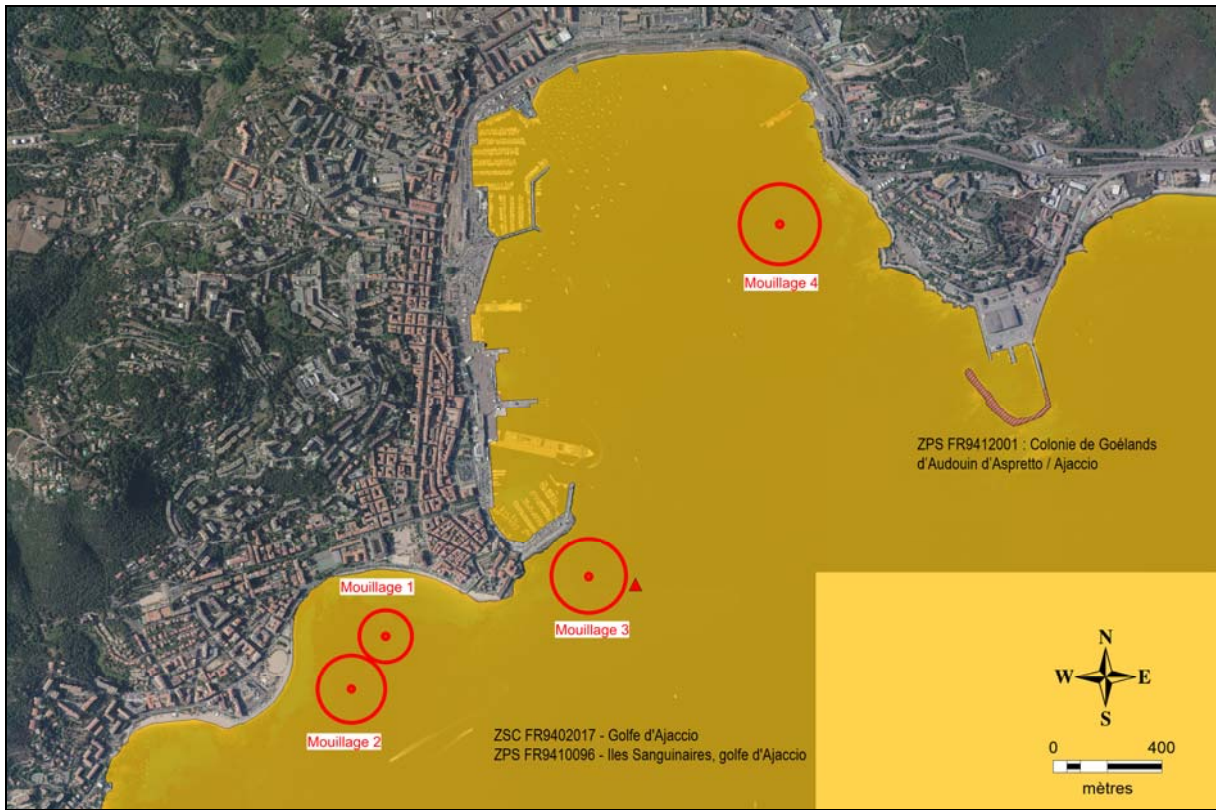 Mouillage 4
ZPS FR9412001 : Colonie de Goélands
d'Audouin d'Aspretto / Ajaccio
Mouillage 1
Mouillage 3
Mouillage 2
ZSC FR9402017 - Golfe d'Ajaccio
ZPS FR9410096 - Iles Sanguinaires, golfe d'Ajaccio
N
W E
S
0 400
mètres